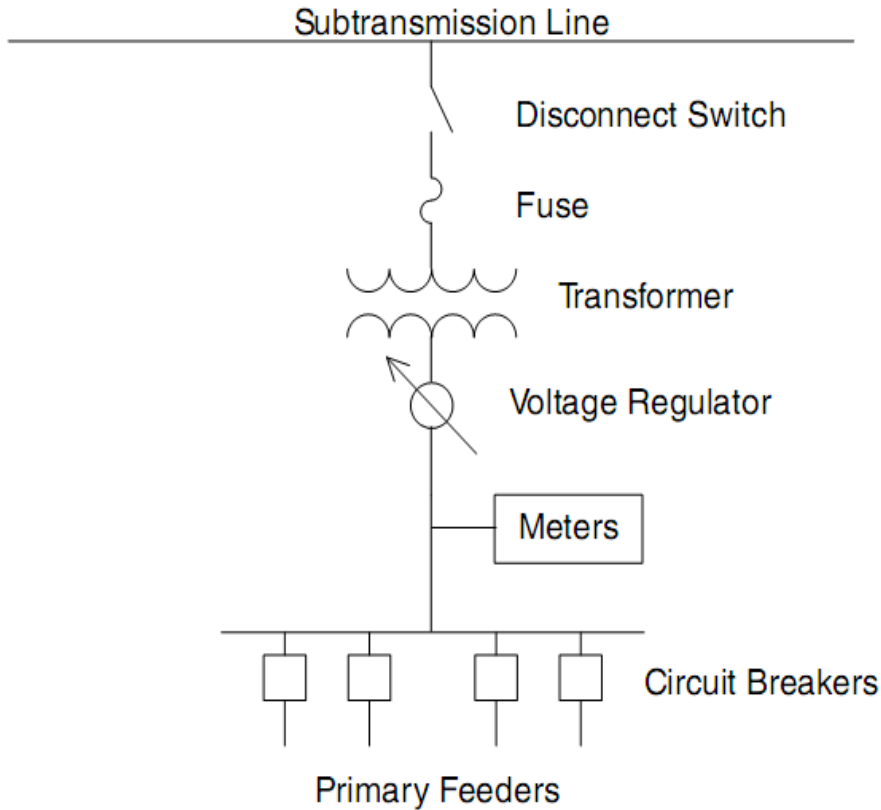 Subtransmission Line
Disconnect Switch
Fuse
Transformer
Voltage Regulator
Meters
Circuit Breakers
Primary Feeders